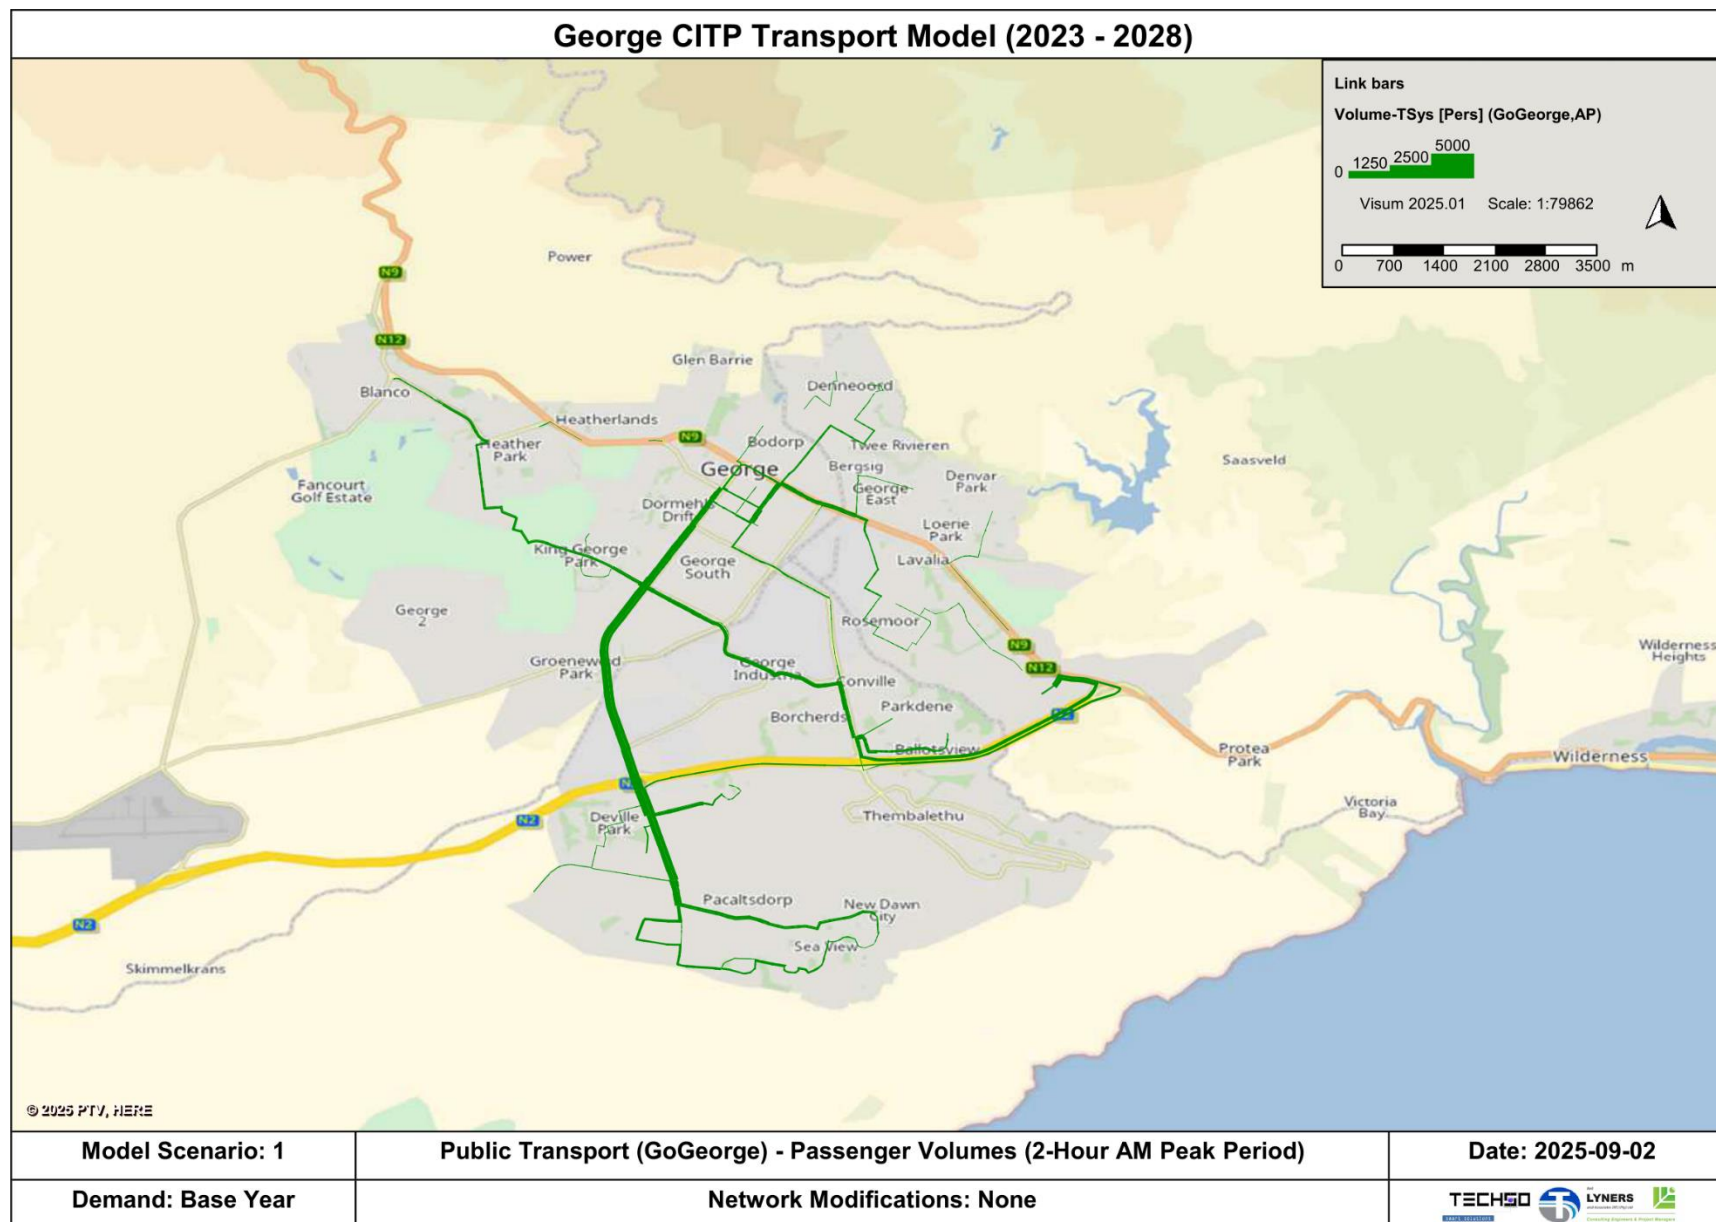 George CITP Transport Model (2023 - 2028)
Link bars
Volume-TSys [Pers] (GoGeorge,AP)
0 1250 2500 5000
Visum 2025.01 Scale: 1:79862
0 700 1400 2100 2800 3500 m
Power
N9
N12
Glen Barrie
Blanco
Denneoord
Heatherlands
N9
Bodorp
Heather
Park
Twee Rivieren
George
Bergsig
Saasveld
Fancourt
Golf Estate
Denvar
Park
George
East
Dormehls
Drift
Loerie
Park
King George
Park
George
South
Lavalia
George
2
Rosemoor
N9
Wilderness
Heights
Groenewoud
Park
George
Industria
N12
Conville
Parkdene
Borcherds
Ballotsview
Protea
Park
Wilderness
N2
Deville
Park
Thembalethu
Victoria
Bay
Pacaltsdorp
New Dawn
City
N2
Sea View
Skimmelkrans
© 2025 PTV, HERE
Model Scenario: 1
Public Transport (GoGeorge) - Passenger Volumes (2-Hour AM Peak Period)
Date: 2025-09-02
Demand: Base Year
Network Modifications: None
TECHSO
LYNERS